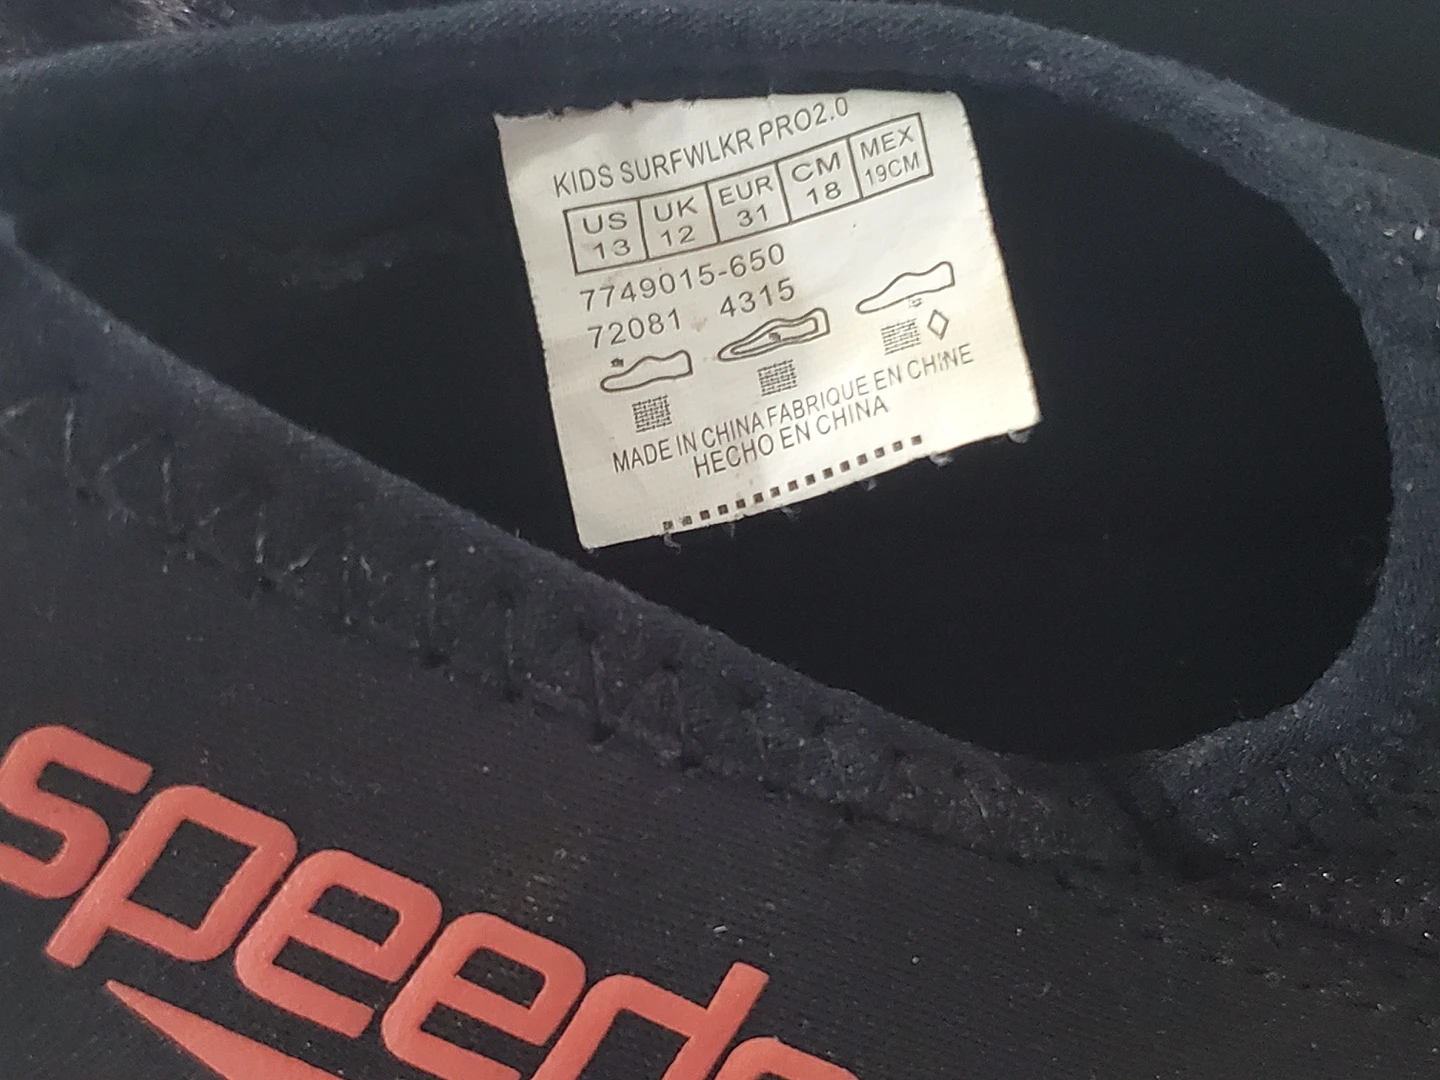 KIDS SURFWLKR PRO2.0
US UK EUR CM MEX
13 12 31 18 19CM
7749015-650
72081 4315
MADE IN CHINA FABRIQUE EN CHINE
HECHO EN CHINA
speedo